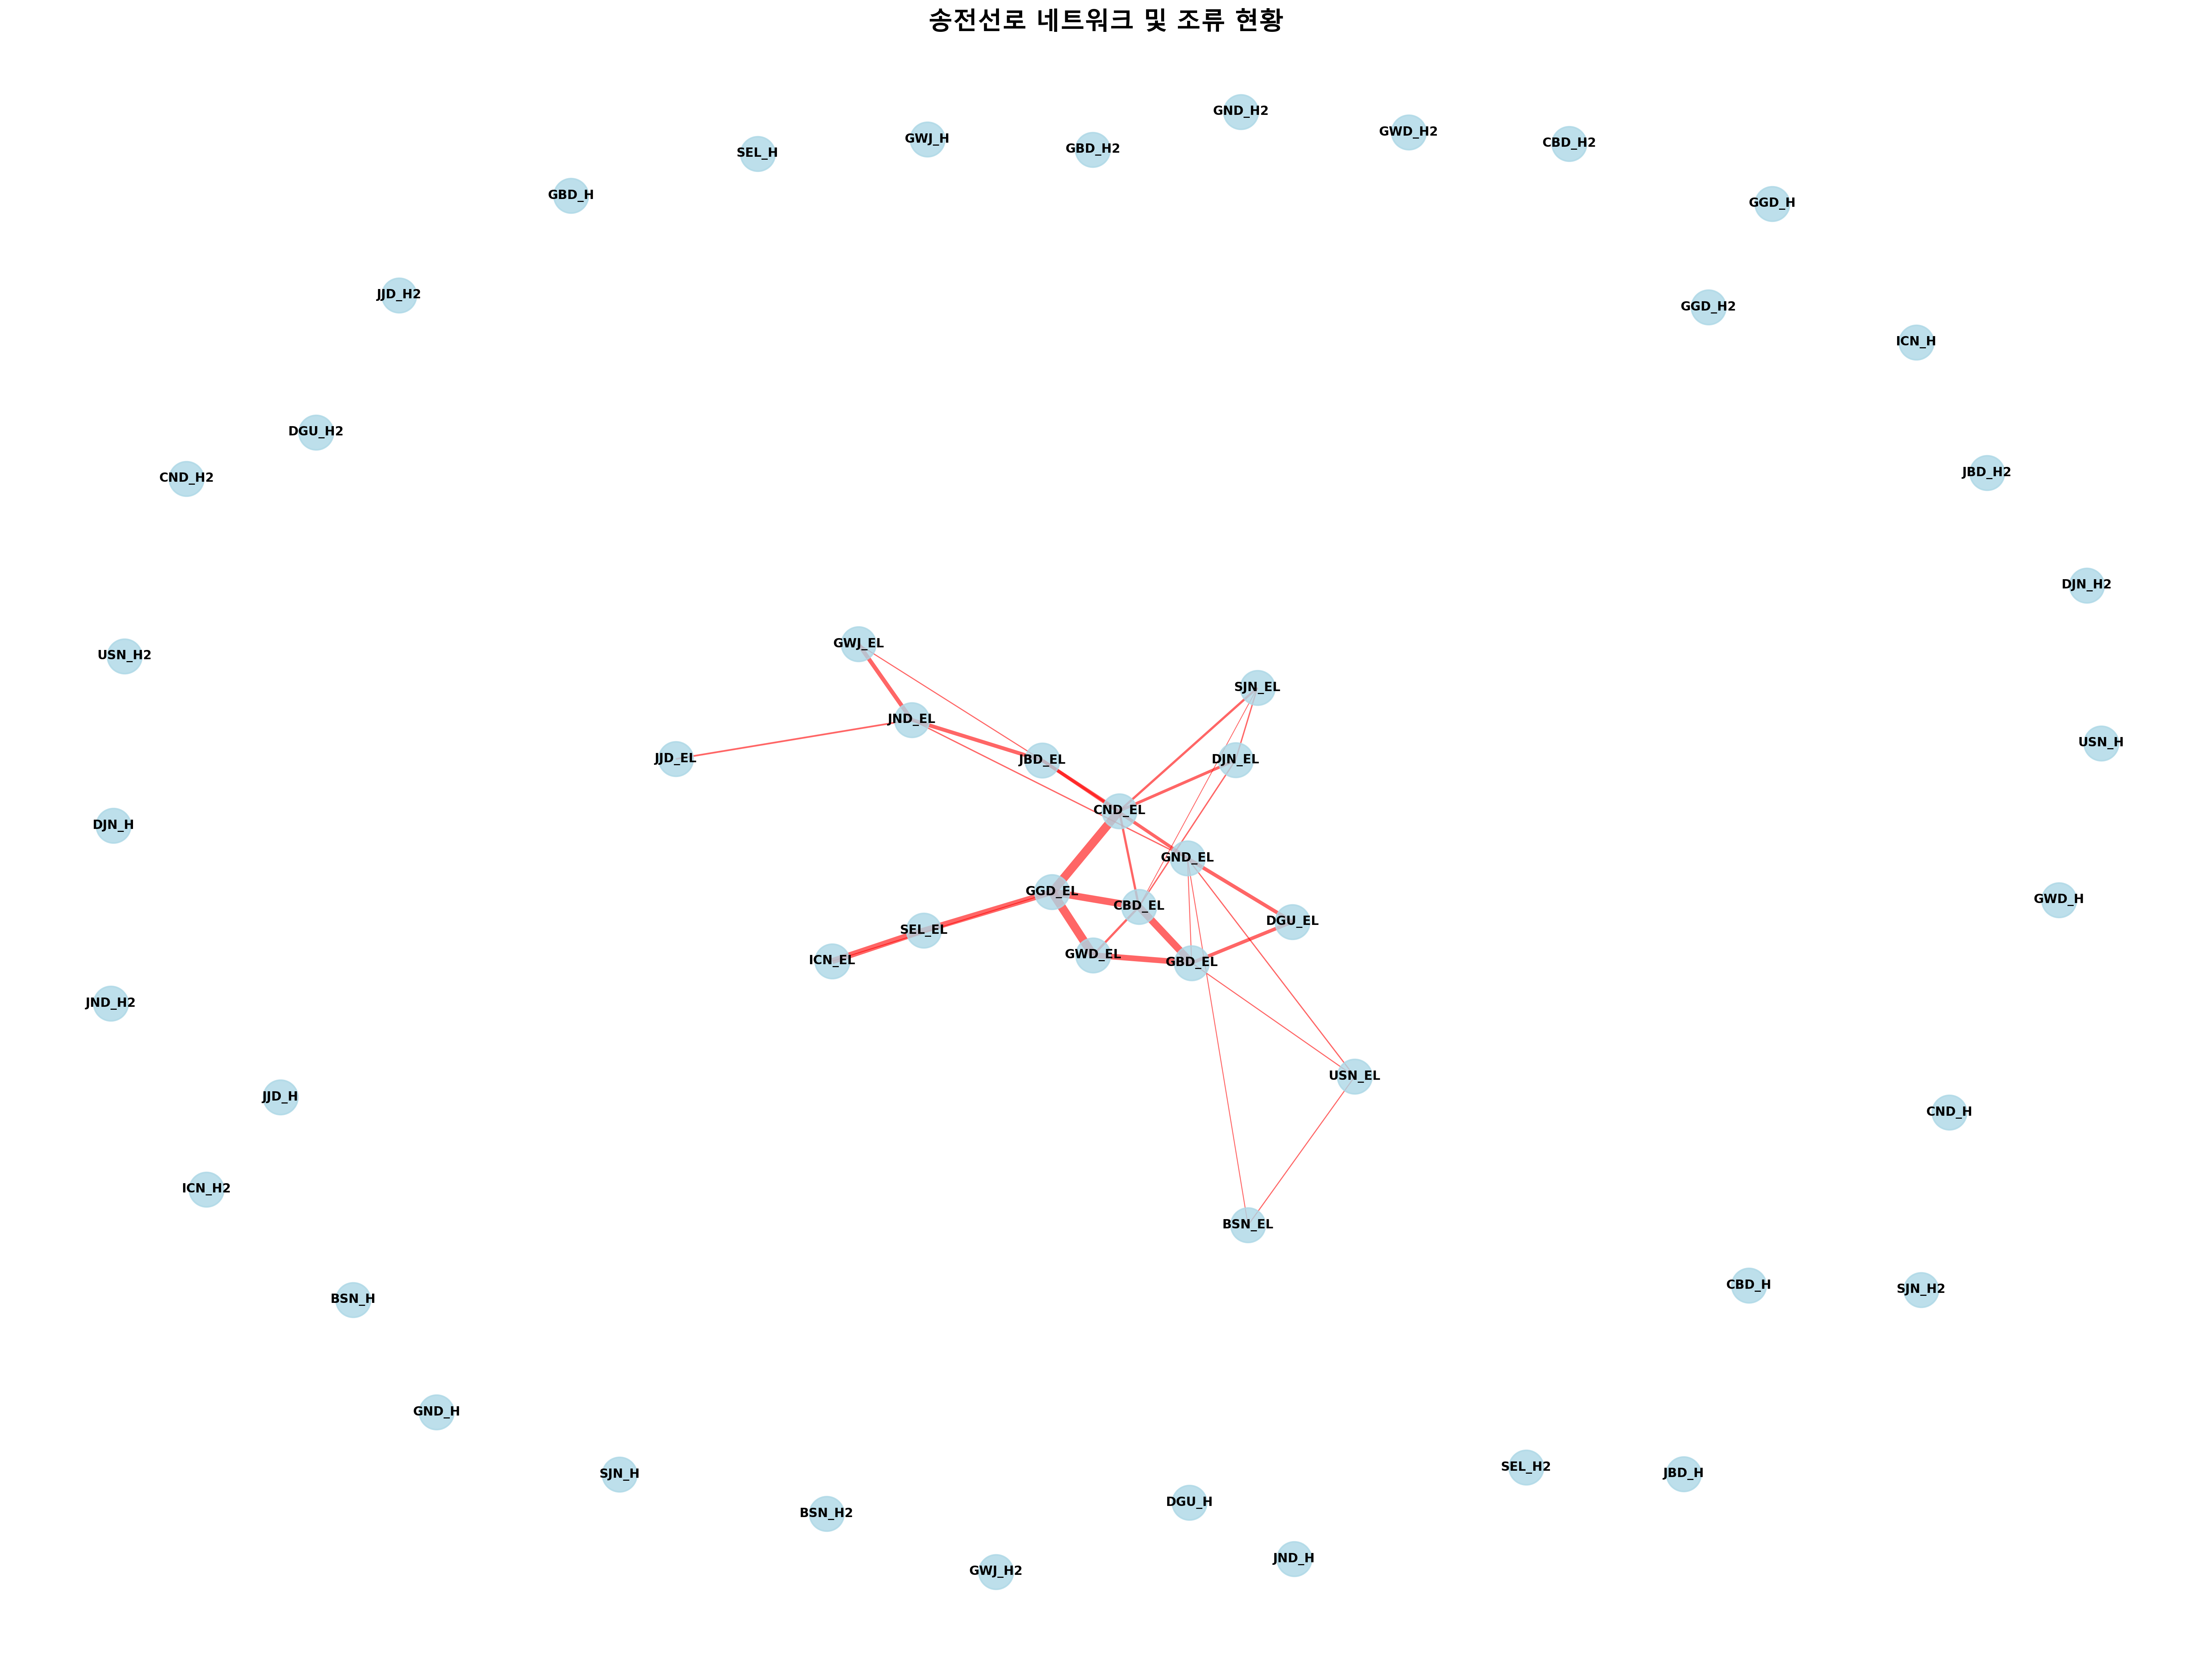 송전선로 네트워크 및 조류 현황
GND_H2
GWD_H2
GWJ_H
CBD_H2
GBD_H2
SEL_H
GBD_H
GGD_H
JJD_H2
GGD_H2
ICN_H
DGU_H2
JBD_H2
CND_H2
DJN_H2
GWJ_EL
USN_H2
SJN_EL
JND_EL
USN_H
JJD_EL
JBD_EL
DJN_EL
CND_EL
DJN_H
GND_EL
GGD_EL
GWD_H
CBD_EL
DGU_EL
SEL_EL
GWD_EL
ICN_EL
GBD_EL
JND_H2
USN_EL
JJD_H
CND_H
ICN_H2
BSN_EL
CBD_H
SJN_H2
BSN_H
GND_H
SEL_H2
SJN_H
JBD_H
DGU_H
BSN_H2
JND_H
GWJ_H2